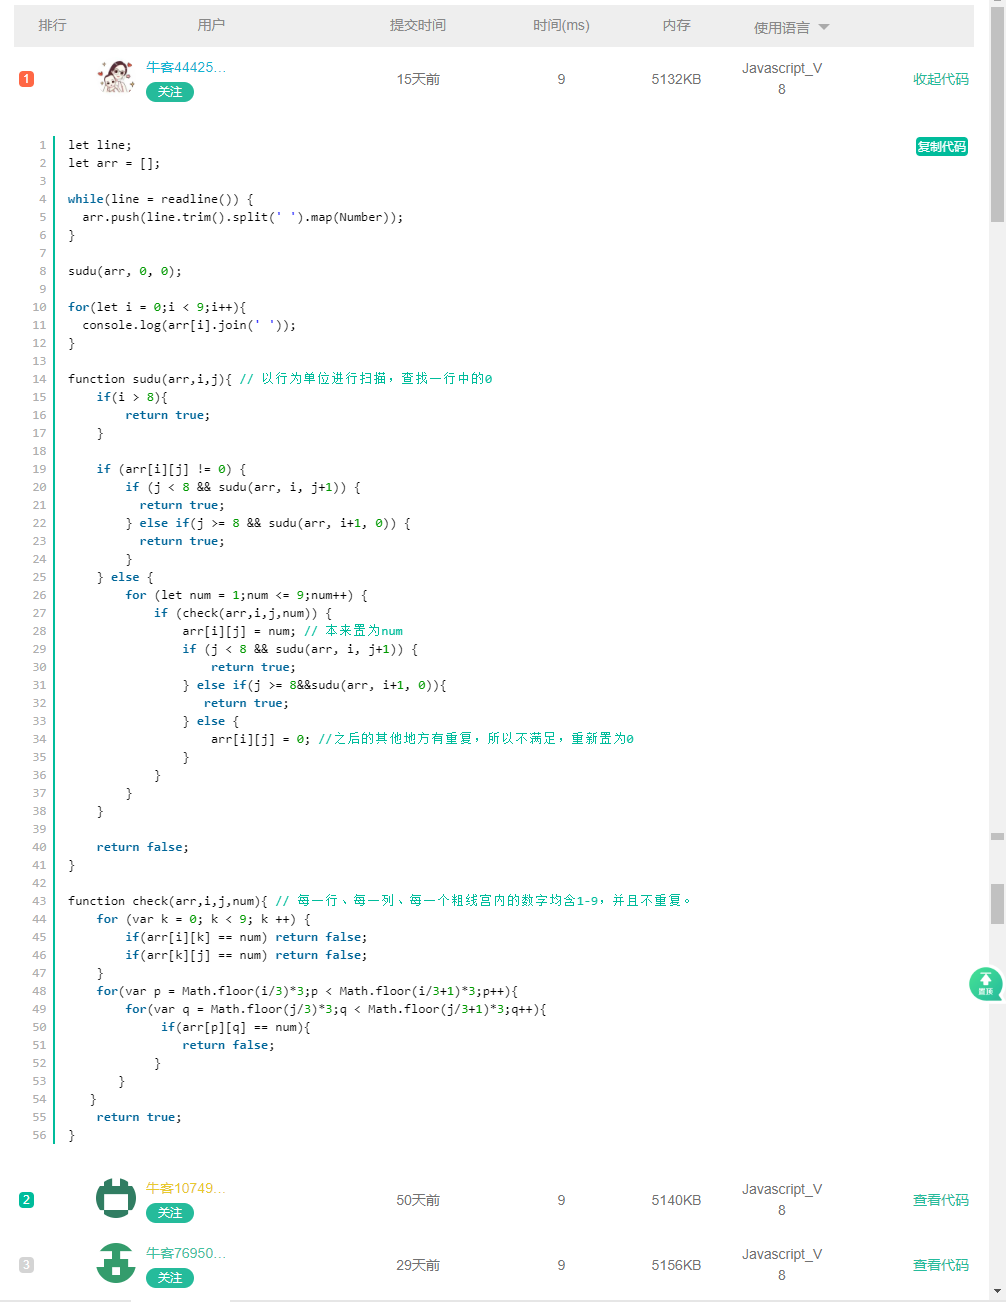 排行 用户 提交时间 时间(ms) 内存 使用语言
1 牛客44425... 关注 15天前 9 5132KB Javascript_V8 收起代码
复制代码
1 let line;
2 let arr = [];
3
4 while(line = readline()) {
5   arr.push(line.trim().split(' ').map(Number));
6 }
7
8 sudu(arr, 0, 0);
9
10 for(let i = 0;i < 9;i++){
11   console.log(arr[i].join(' '));
12 }
13
14 function sudu(arr,i,j){ // 以行为单位进行扫描，查找一行中的0
15     if(i > 8){
16         return true;
17     }
18
19     if (arr[i][j] != 0) {
20         if (j < 8 && sudu(arr, i, j+1)) {
21           return true;
22         } else if(j >= 8 && sudu(arr, i+1, 0)) {
23           return true;
24         }
25     } else {
26         for (let num = 1;num <= 9;num++) {
27             if (check(arr,i,j,num)) {
28                 arr[i][j] = num; // 本来置为num
29                 if (j < 8 && sudu(arr, i, j+1)) {
30                     return true;
31                 } else if(j >= 8&&sudu(arr, i+1, 0)){
32                    return true;
33                 } else {
34                     arr[i][j] = 0; //之后的其他地方有重复，所以不满足，重新置为0
35                 }
36             }
37         }
38     }
39
40     return false;
41 }
42
43 function check(arr,i,j,num){ // 每一行、每一列、每一个粗线宫内的数字均含1-9，并且不重复。
44     for (var k = 0; k < 9; k ++) {
45         if(arr[i][k] == num) return false;
46         if(arr[k][j] == num) return false;
47     }
48     for(var p = Math.floor(i/3)*3;p < Math.floor(i/3+1)*3;p++){
49         for(var q = Math.floor(j/3)*3;q < Math.floor(j/3+1)*3;q++){
50              if(arr[p][q] == num){
51                 return false;
52             }
53        }
54    }
55     return true;
56 }
置顶
2 牛客10749... 关注 50天前 9 5140KB Javascript_V8 查看代码
3 牛客76950... 关注 29天前 9 5156KB Javascript_V8 查看代码